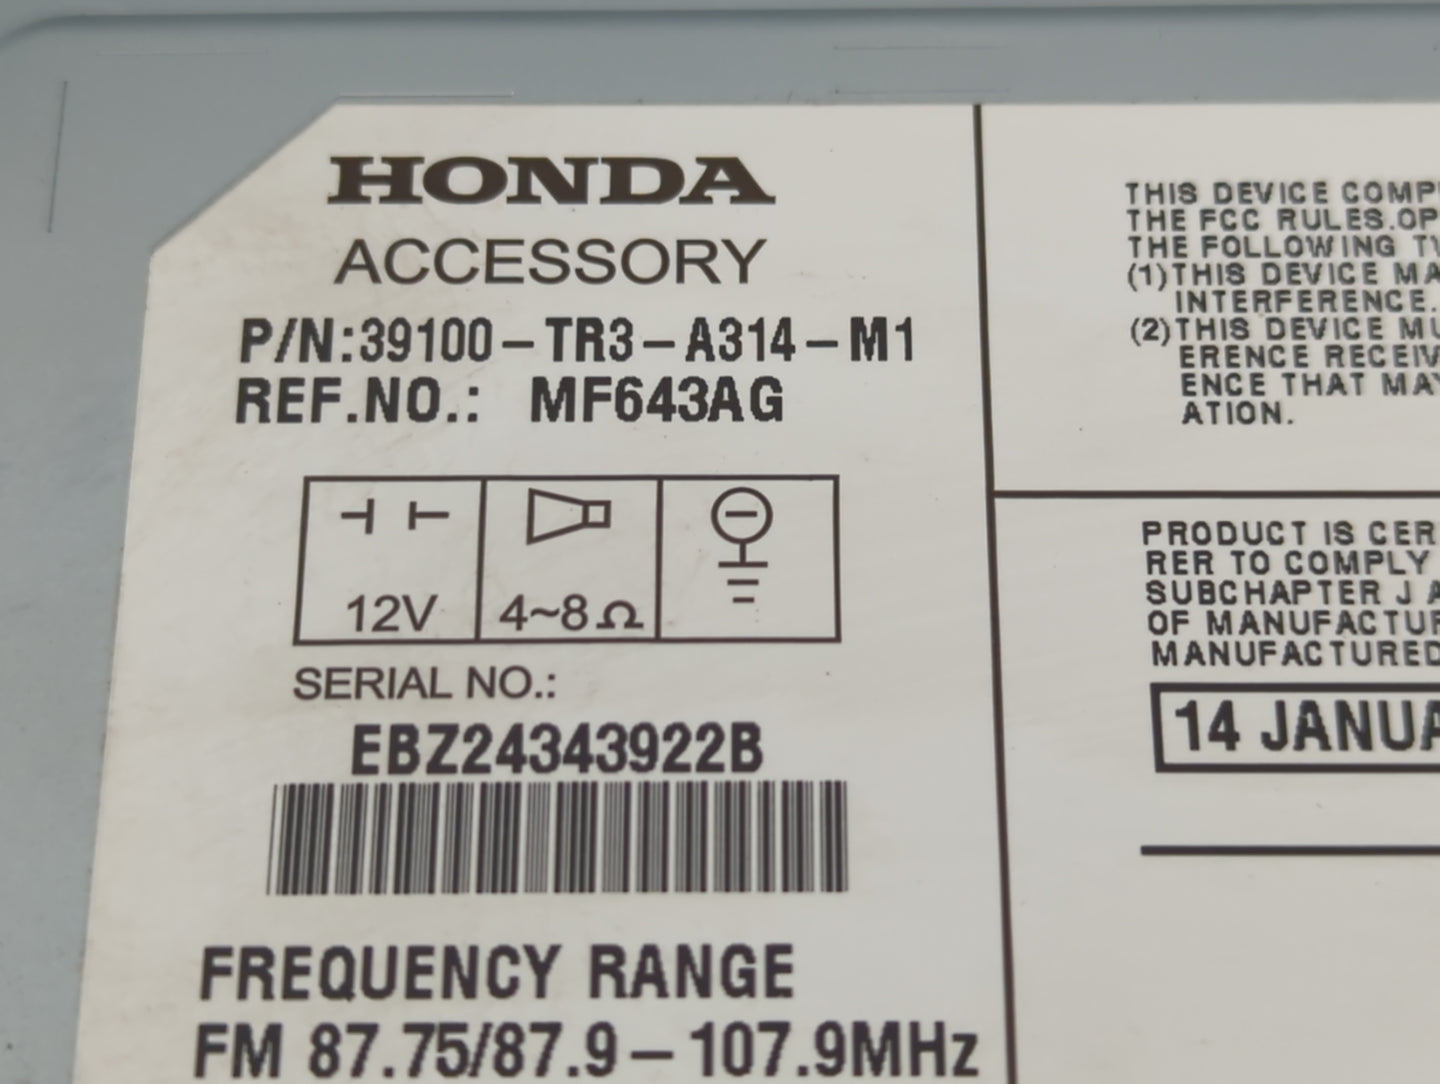 HONDA
ACCESSORY
P/N:39100-TR3-A314-M1
REF.NO.: MF643AG
12V 4~8Ω
SERIAL NO.:
EBZ24343922B
FREQUENCY RANGE
FM 87.75/87.9-107.9MHz
THIS DEVICE COMP
THE FCC RULES.OP
THE FOLLOWING
(1)THIS DEVICE MA
INTERFERENCE.
(2)THIS DEVICE MU
ERENCE RECEIV
ENCE THAT MAY
ATION.
PRODUCT IS CER
RER TO COMPLY
SUBCHAPTER J A
OF MANUFACTUR
MANUFACTURED
14 JANUA